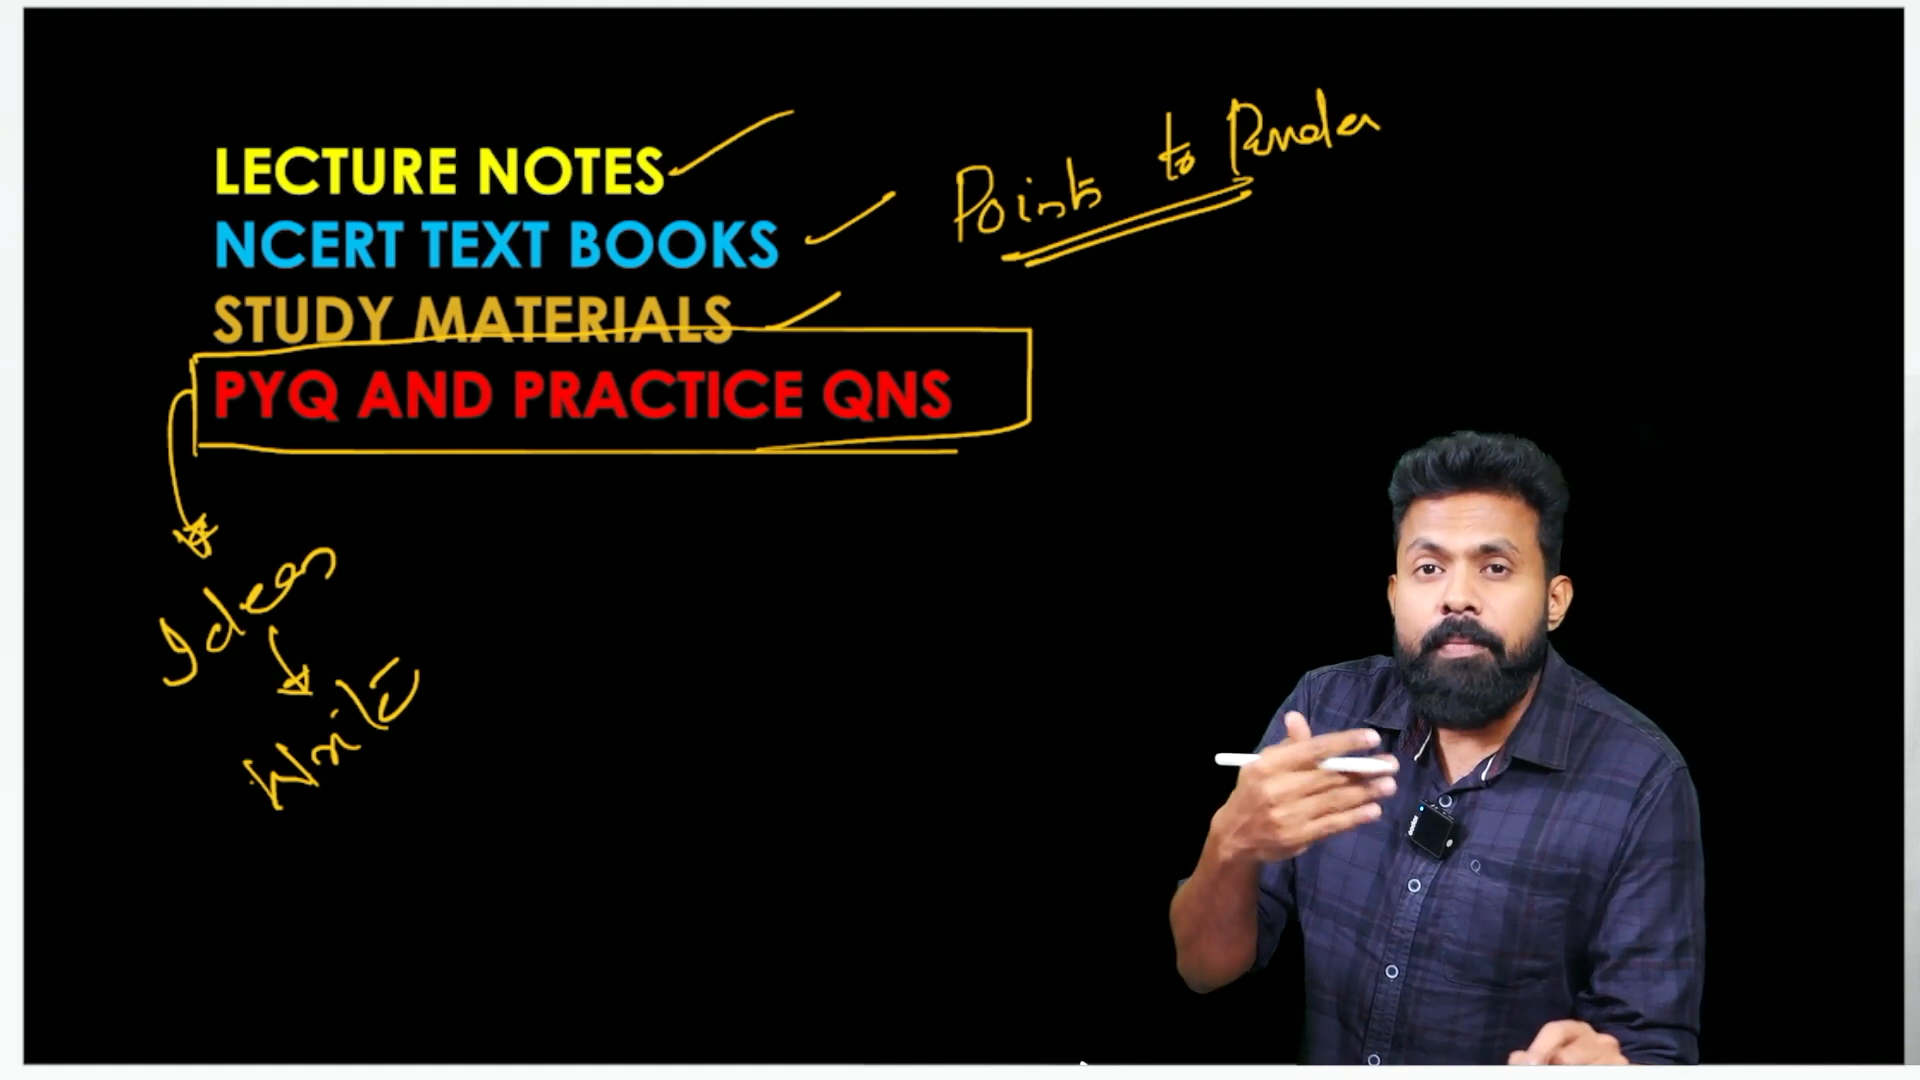 LECTURE NOTES
NCERT TEXT BOOKS
STUDY MATERIALS
PYQ AND PRACTICE QNS
Points to Ponder
Ideas
Write